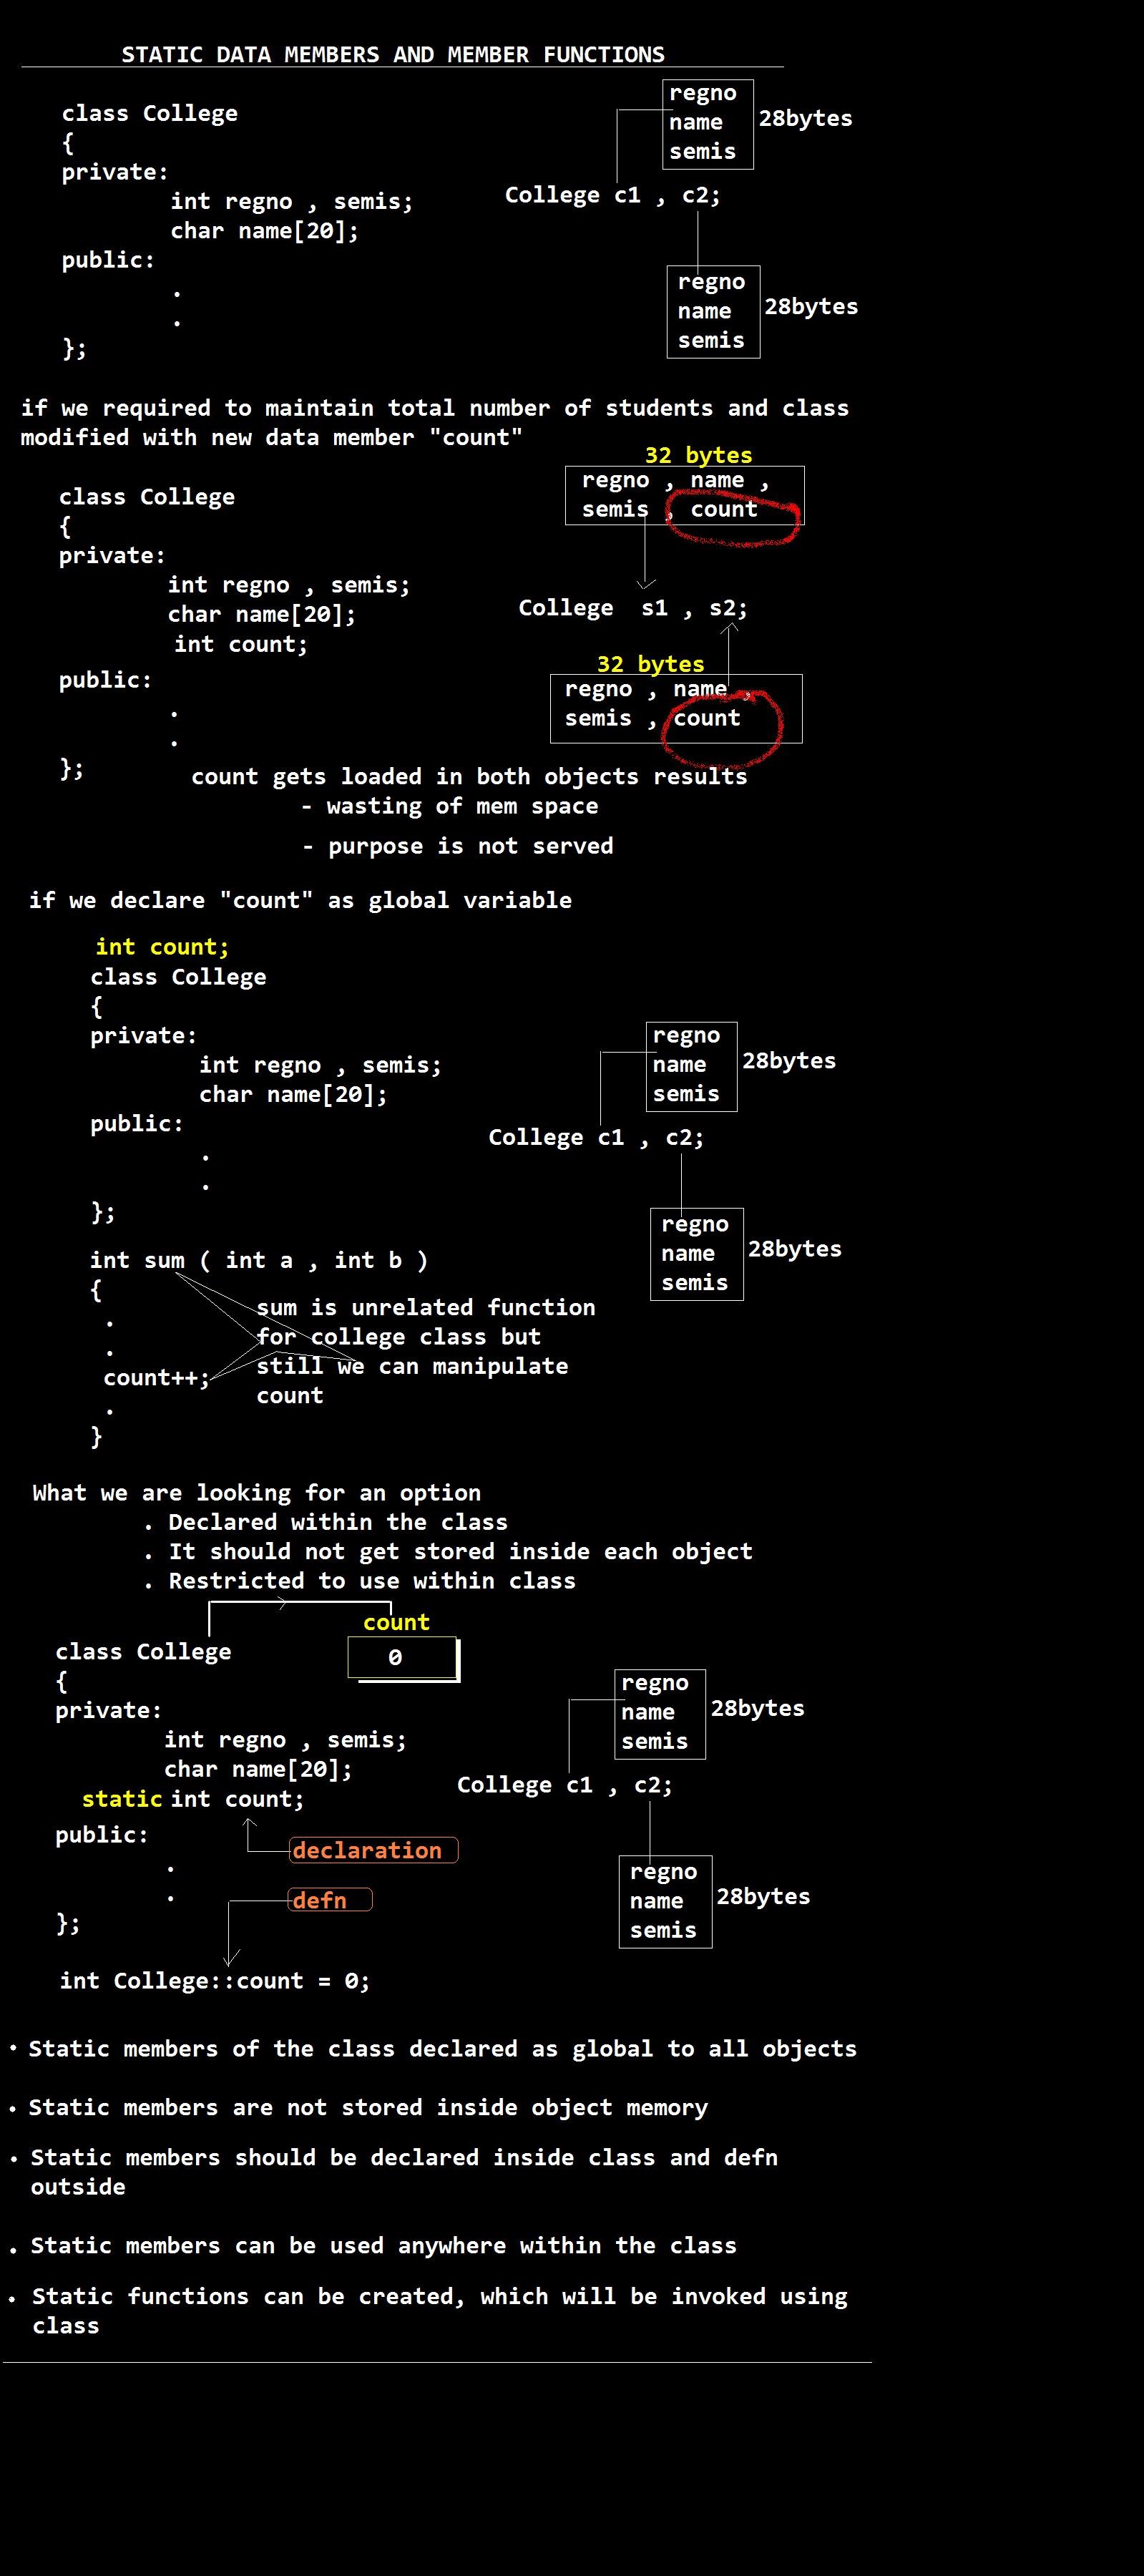 STATIC DATA MEMBERS AND MEMBER FUNCTIONS
class College
{
private:
int regno , semis;
char name[20];
public:
.
.
};
regno
name
semis
28bytes
College c1 , c2;
regno
name
semis
28bytes
if we required to maintain total number of students and class
modified with new data member "count"
class College
{
private:
int regno , semis;
char name[20];
int count;
public:
.
.
};
32 bytes
regno , name ,
semis , count
College s1 , s2;
32 bytes
regno , name ,
semis , count
count gets loaded in both objects results
- wasting of mem space
- purpose is not served
if we declare "count" as global variable
int count;
class College
{
private:
int regno , semis;
char name[20];
public:
.
.
};
regno
name
semis
28bytes
College c1 , c2;
regno
name
semis
28bytes
int sum ( int a , int b )
{
.
.
count++;
.
}
sum is unrelated function
for college class but
still we can manipulate
count
What we are looking for an option
. Declared within the class
. It should not get stored inside each object
. Restricted to use within class
count
0
class College
{
private:
int regno , semis;
char name[20];
static int count;
public:
.
.
};
declaration
defn
int College::count = 0;
regno
name
semis
28bytes
College c1 , c2;
regno
name
semis
28bytes
• Static members of the class declared as global to all objects
• Static members are not stored inside object memory
• Static members should be declared inside class and defn
outside
• Static members can be used anywhere within the class
• Static functions can be created, which will be invoked using
class